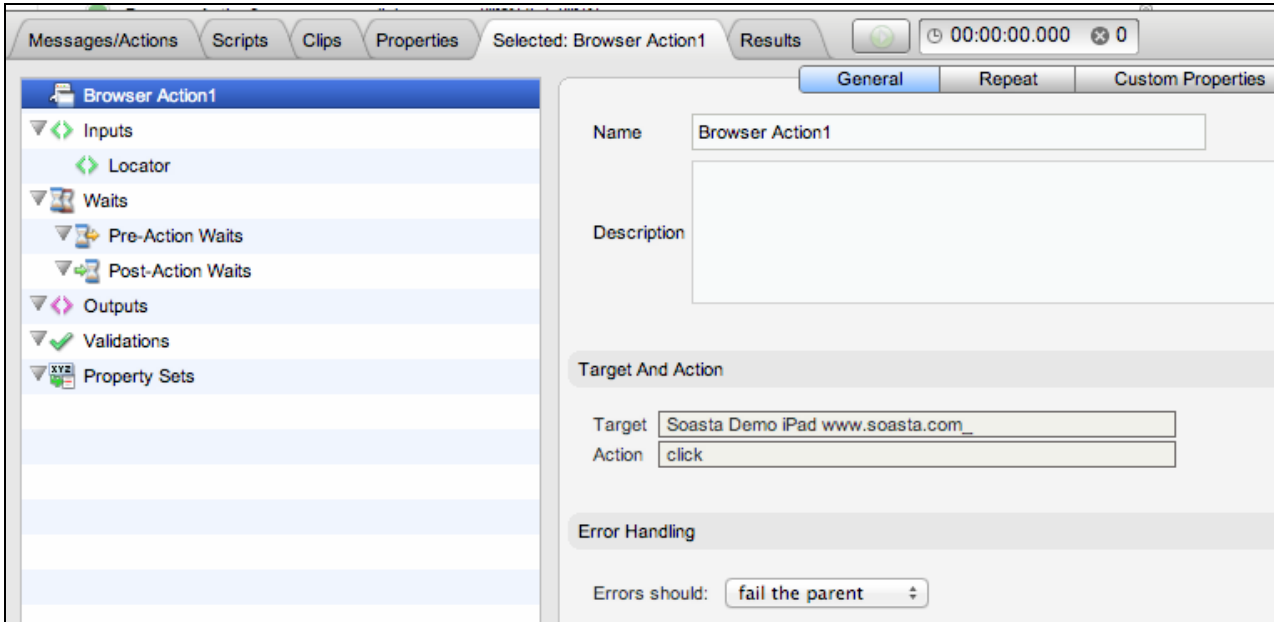 Messages/Actions Scripts Clips Properties Selected: Browser Action1 Results 00:00:00.000 0
General Repeat Custom Properties
Browser Action1
Inputs
Locator
Waits
Pre-Action Waits
Post-Action Waits
Outputs
Validations
XYZ Property Sets
Name Browser Action1
Description
Target And Action
Target Soasta Demo iPad www.soasta.com_
Action click
Error Handling
Errors should: fail the parent